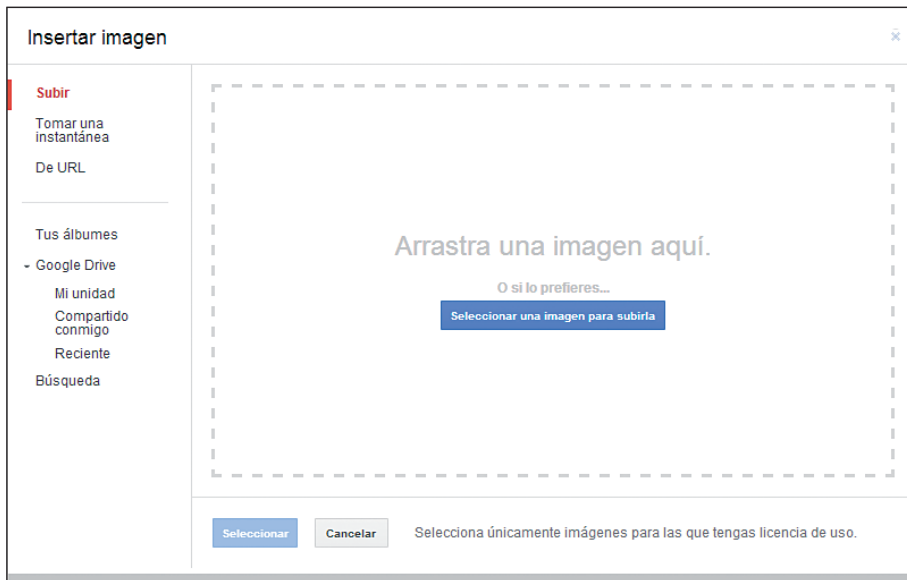 Insertar imagen
x
Subir
Tomar una
instantánea
De URL
Tus álbumes
Google Drive
Mi unidad
Compartido
conmigo
Reciente
Búsqueda
Arrastra una imagen aquí.
O si lo prefieres...
Seleccionar una imagen para subirla
Seleccionar
Cancelar
Selecciona únicamente imágenes para las que tengas licencia de uso.